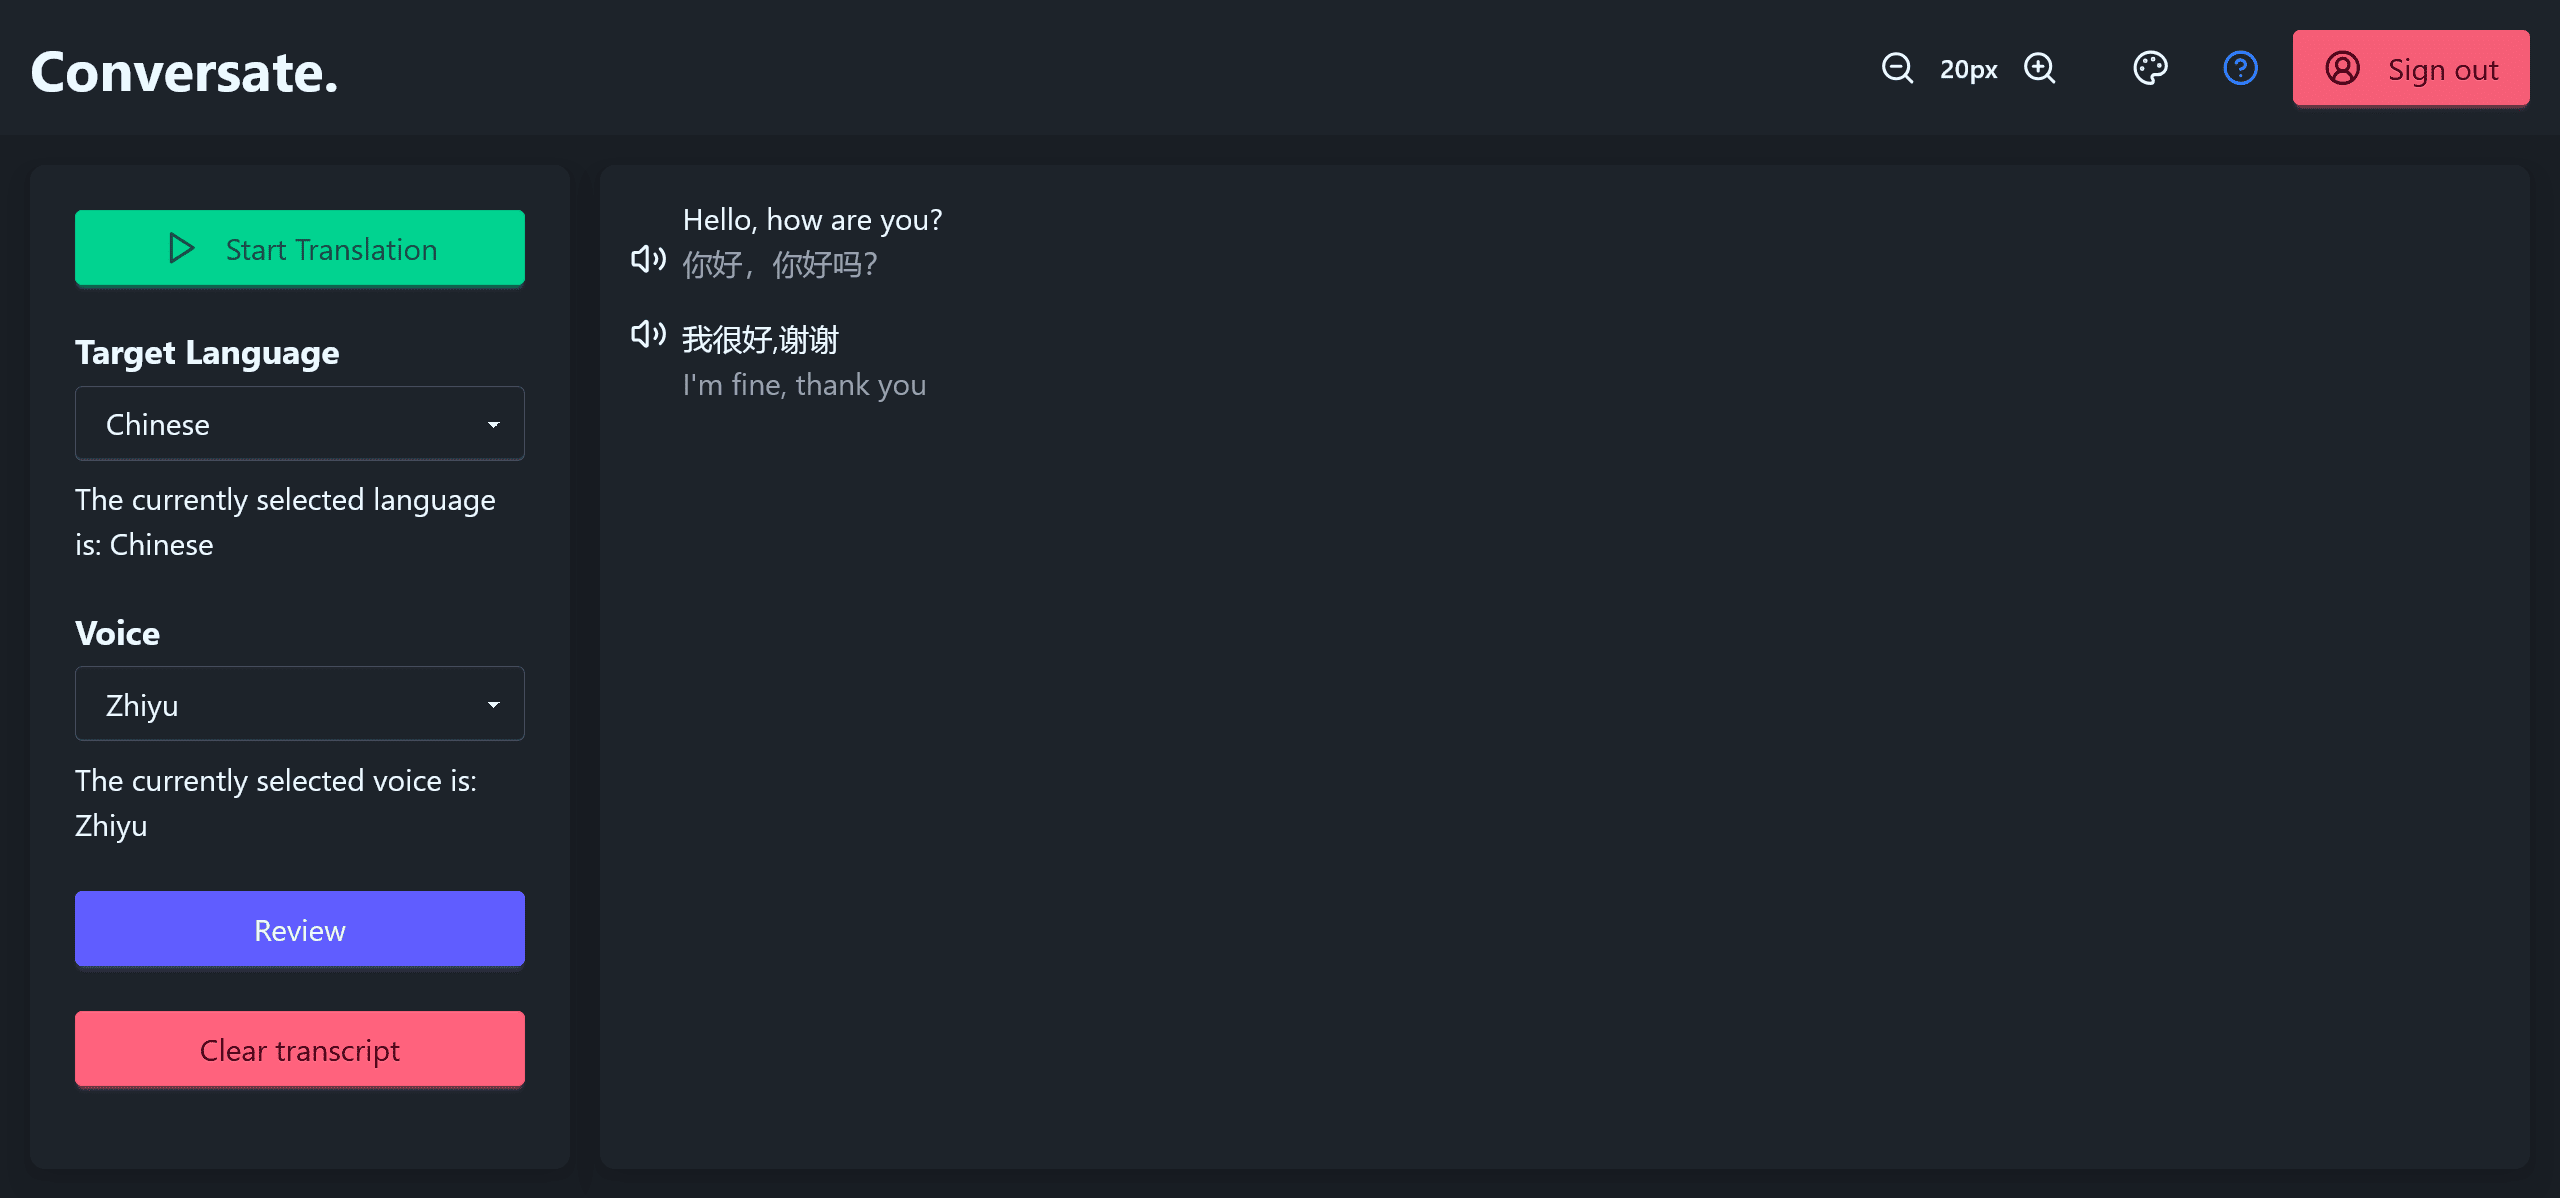 Conversate.
20px
Sign out
Start Translation
Target Language
Chinese
The currently selected language
is: Chinese
Voice
Zhiyu
The currently selected voice is:
Zhiyu
Review
Clear transcript
Hello, how are you?
你好，你好吗？
我很好,谢谢
I'm fine, thank you